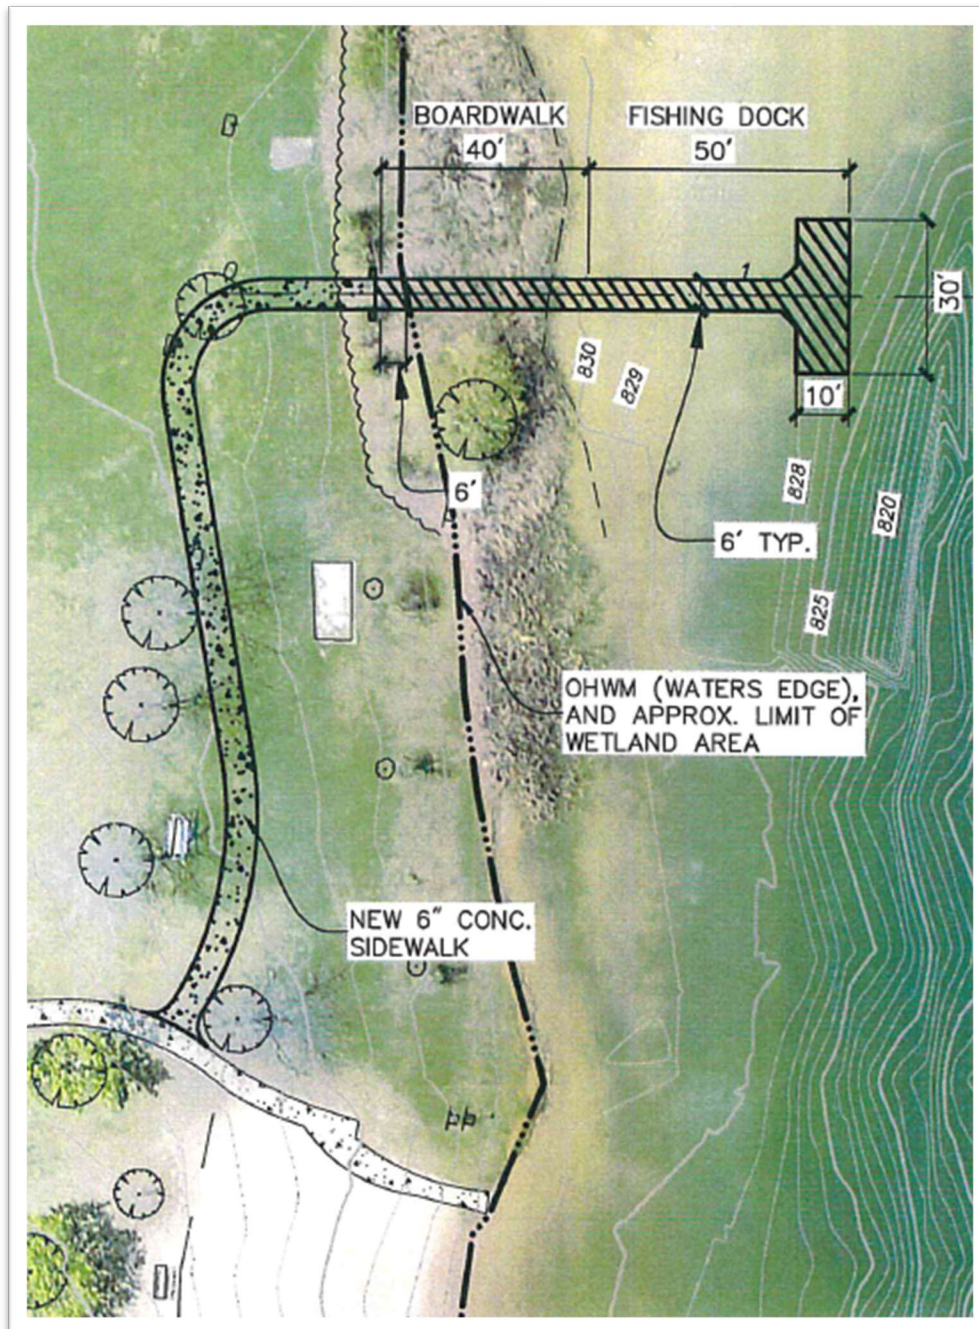 BOARDWALK
40'
FISHING DOCK
50'
1
30'
830
829
10'
6'
828
820
6' TYP.
825
OHWM (WATERS EDGE),
AND APPROX. LIMIT OF
WETLAND AREA
NEW 6" CONC.
SIDEWALK